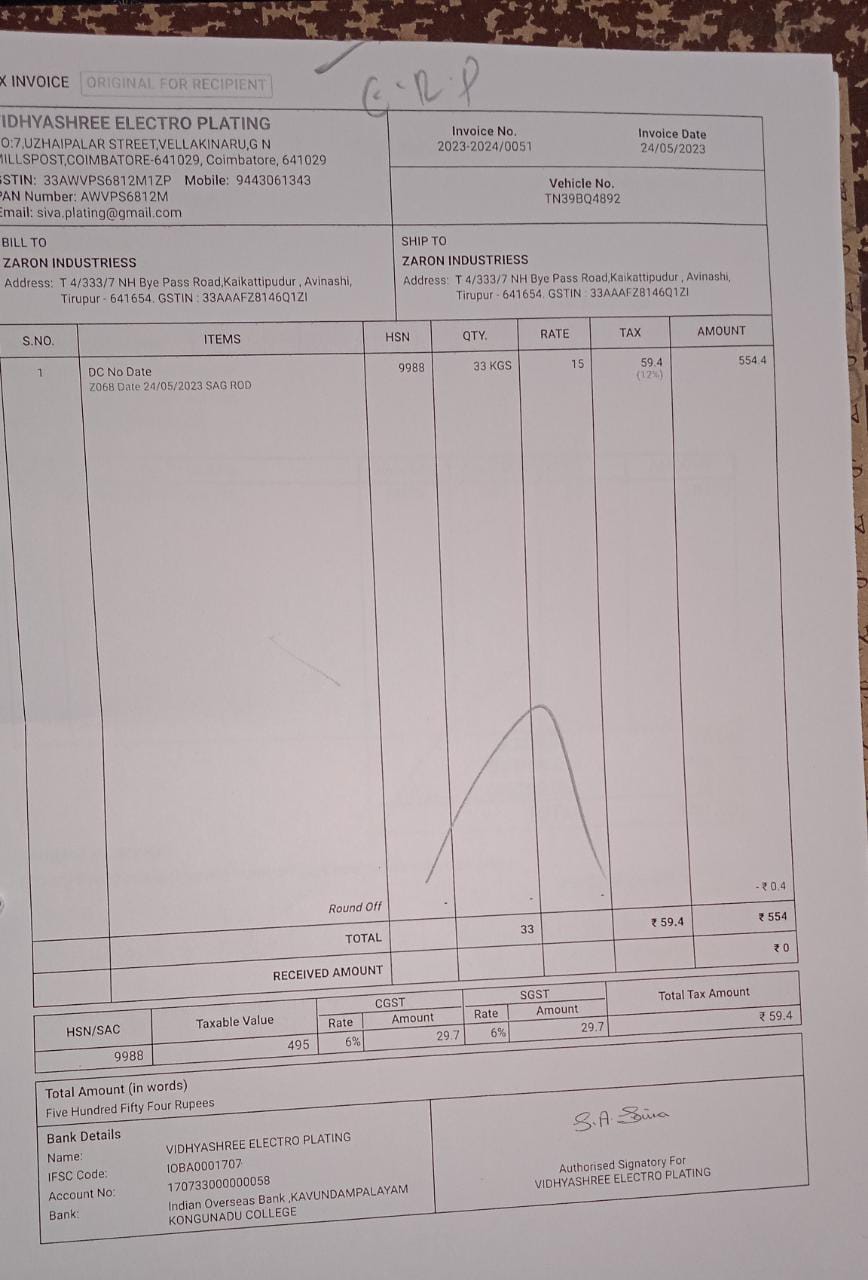 X INVOICE ORIGINAL FOR RECIPIENT
G.R.P
IDHYASHREE ELECTRO PLATING
O:7,UZHAIPALAR STREET,VELLAKINARU,G N
MILLSPOST,COIMBATORE-641029, Coimbatore, 641029
GSTIN: 33AWVPS6812M1ZP Mobile: 9443061343
PAN Number: AWVPS6812M
Email: siva.plating@gmail.com
Invoice No. Invoice Date
2023-2024/0051 24/05/2023
Vehicle No.
TN39BQ4892
BILL TO
ZARON INDUSTRIESS
Address: T 4/333/7 NH Bye Pass Road,Kaikattipudur , Avinashi,
Tirupur - 641654. GSTIN : 33AAAFZ8146Q1ZI
SHIP TO
ZARON INDUSTRIESS
Address: T 4/333/7 NH Bye Pass Road,Kaikattipudur , Avinashi,
Tirupur - 641654. GSTIN : 33AAAFZ8146Q1ZI
S.NO. ITEMS HSN QTY. RATE TAX AMOUNT
1 DC No Date 9988 33 KGS 15 59.4 554.4
Z068 Date 24/05/2023 SAG ROD (12%)
Round Off - - - -₹ 0.4
TOTAL 33 ₹ 59.4 ₹ 554
RECEIVED AMOUNT ₹ 0
HSN/SAC Taxable Value CGST SGST Total Tax Amount
Rate Amount Rate Amount
9988 495 6% 29.7 6% 29.7 ₹ 59.4
Total Amount (in words)
Five Hundred Fifty Four Rupees
Bank Details
Name: VIDHYASHREE ELECTRO PLATING
IFSC Code: IOBA0001707
Account No: 170733000000058
Bank: Indian Overseas Bank ,KAVUNDAMPALAYAM
KONGUNADU COLLEGE
S.A. Siva
Authorised Signatory For
VIDHYASHREE ELECTRO PLATING